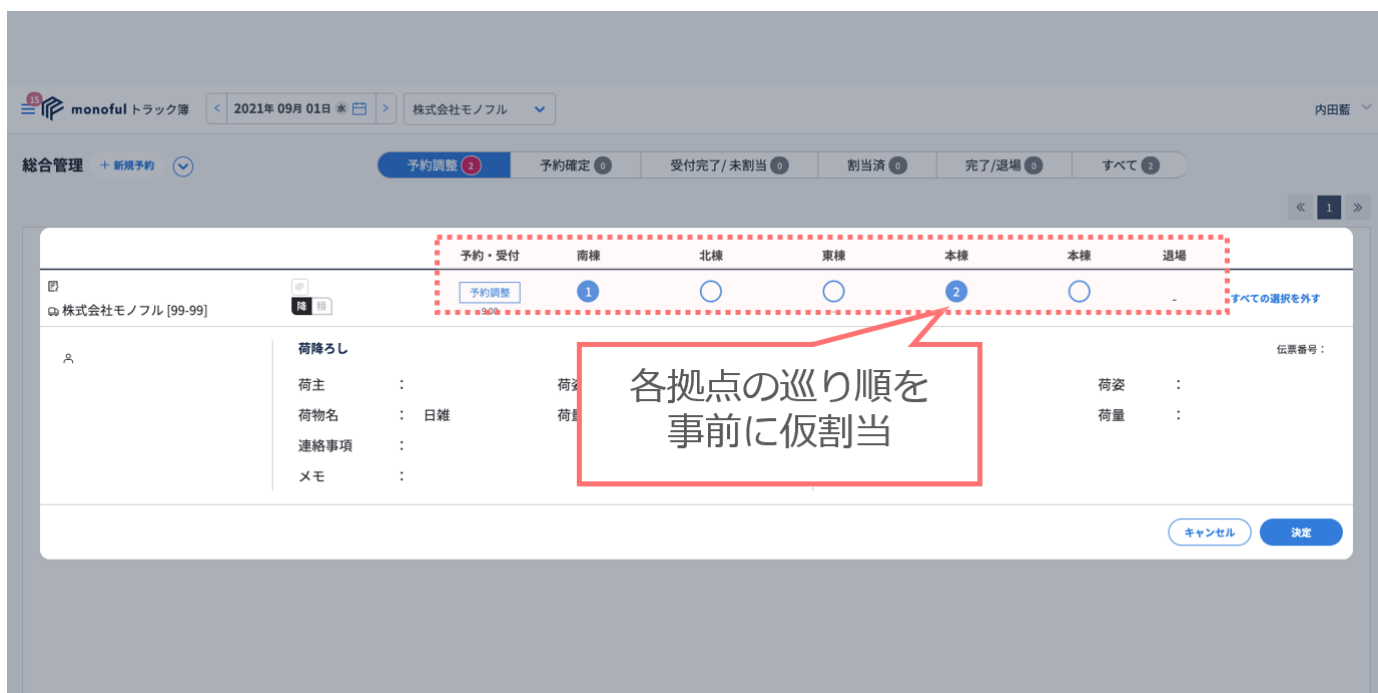 15
monoful トラック簿
< 2021年 09月 01日 水 >
株式会社モノフル
内田藍
総合管理
+ 新規予約
予約調整 2
予約確定 0
受付完了/ 未割当 0
割当済 0
完了/退場 0
すべて 2
« 1 »
予約・受付 南棟 北棟 東棟 本棟 本棟 退場
予約調整
1
2
-
9:00
すべての選択を外す
株式会社モノフル [99-99]
降 積
荷降ろし
伝票番号：
荷主 ：
荷姿 ：
荷物名 ： 日雑
荷量 ：
連絡事項 ：
メモ ：
各拠点の巡り順を
事前に仮割当
キャンセル
決定